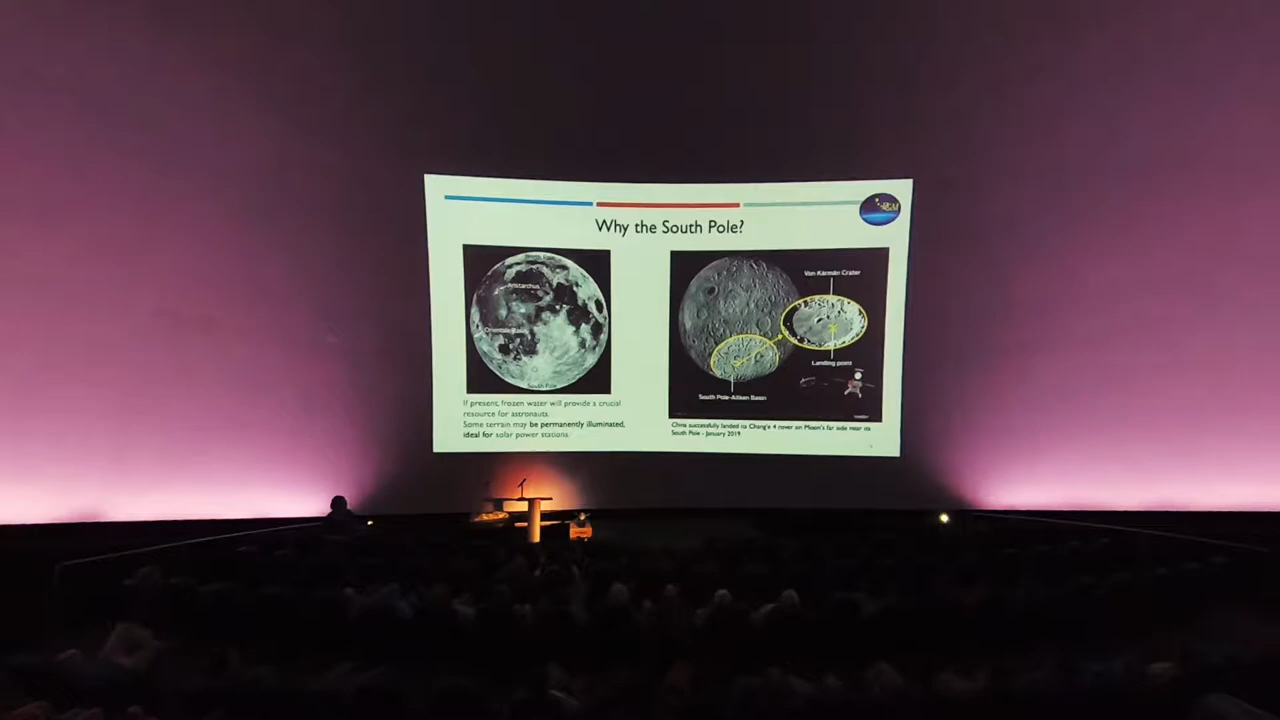 Why the South Pole?
Aristarchus
South Pole
If present, frozen water will provide a crucial
resource for astronauts.
Some terrain may be permanently illuminated,
ideal for solar power stations.
Von Kármán Crater
Landing point
South Pole-Aitken Basin
China successfully landed its Chang'e 4 rover on Moon's far side near its
South Pole - January 2019